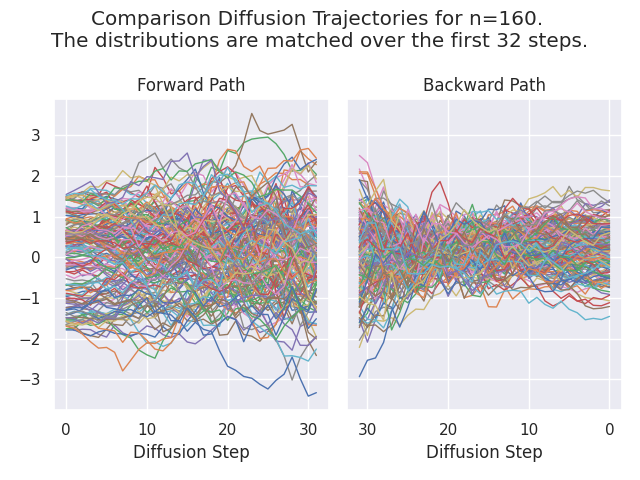 Comparison Diffusion Trajectories for n=160.
The distributions are matched over the first 32 steps.
Forward Path
Backward Path
3
2
1
0
−1
−2
−3
0 10 20 30
30 20 10 0
Diffusion Step
Diffusion Step